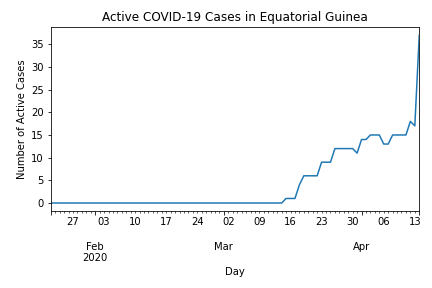 Active COVID-19 Cases in Equatorial Guinea
Number of Active Cases
35
30
25
20
15
10
5
0
27 03 10 17 24 02 09 16 23 30 06 13
Feb Mar Apr
2020
Day